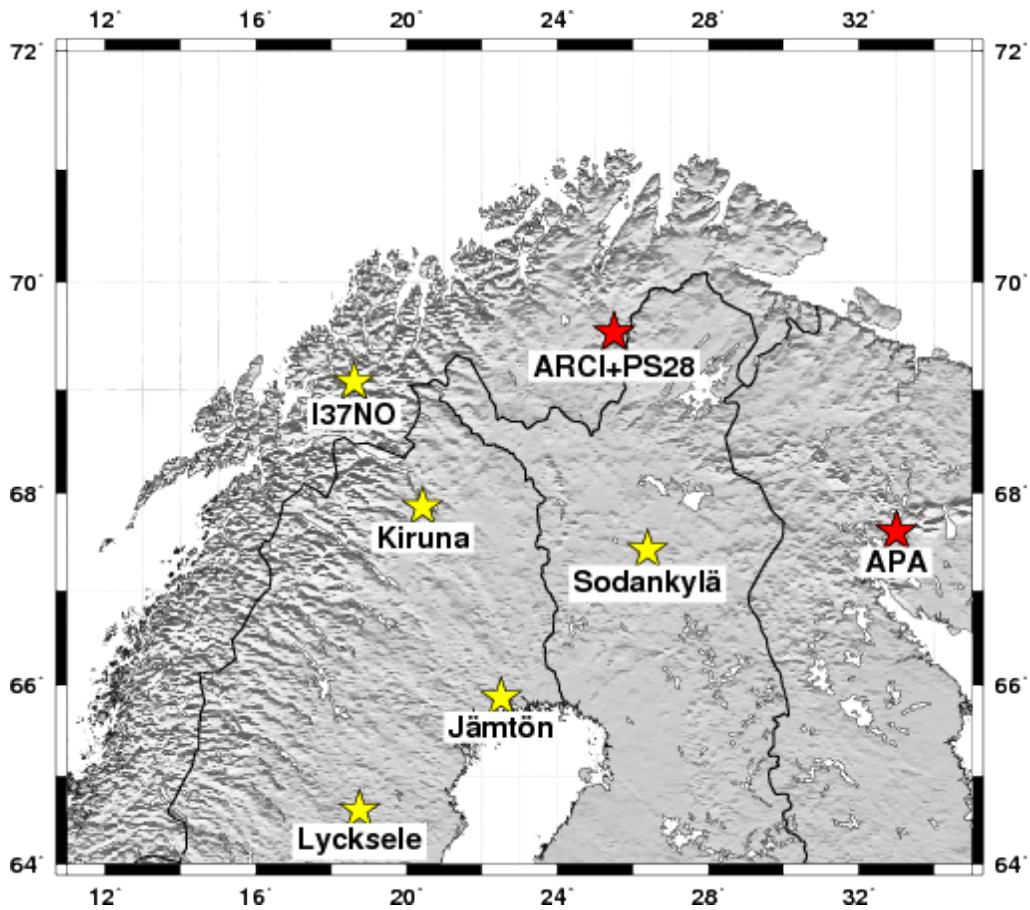 12° 16° 20° 24° 28° 32°
72° 72°
70° 70°
ARCI+PS28
I37NO
68° 68°
Kiruna
APA
Sodankylä
66° 66°
Jämtön
Lycksele
64° 64°
12° 16° 20° 24° 28° 32°